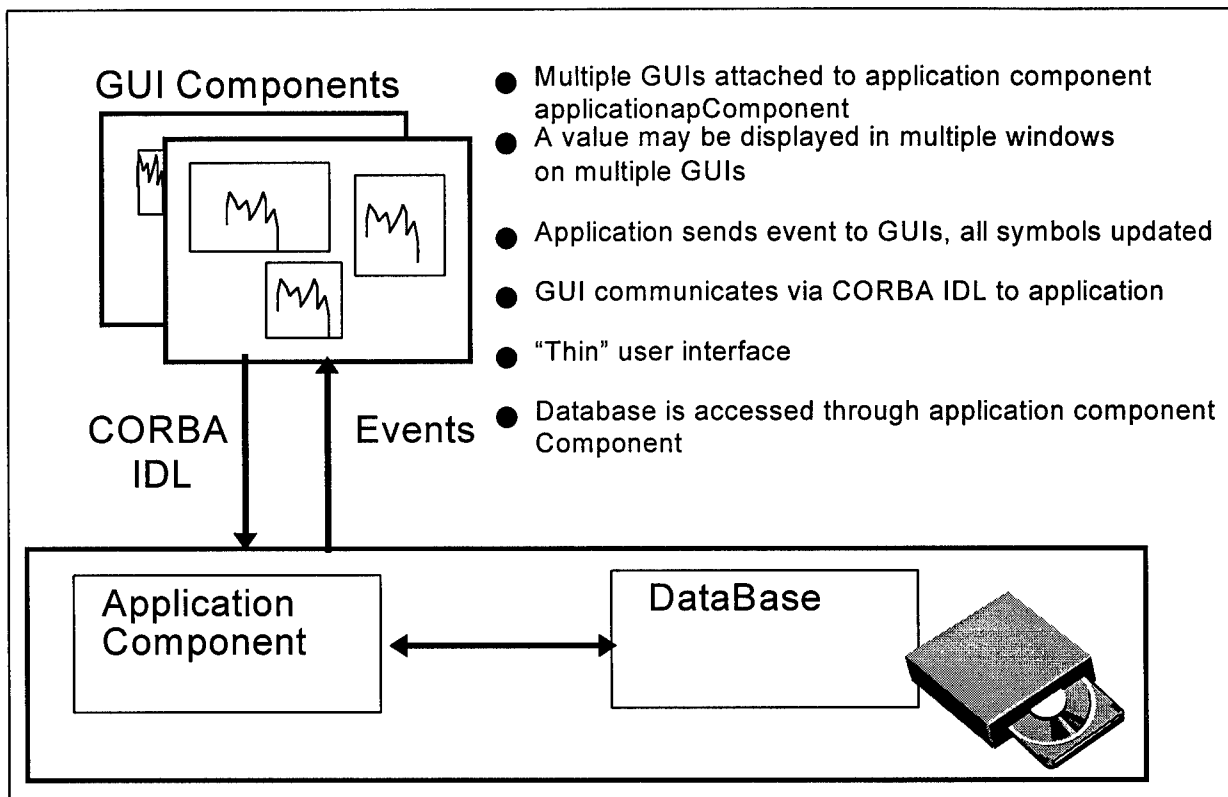 GUI Components
● Multiple GUIs attached to application component
applicationapComponent
● A value may be displayed in multiple windows
on multiple GUIs
● Application sends event to GUIs, all symbols updated
● GUI communicates via CORBA IDL to application
● “Thin” user interface
● Database is accessed through application component
Component
CORBA
IDL
Events
Application
Component
DataBase